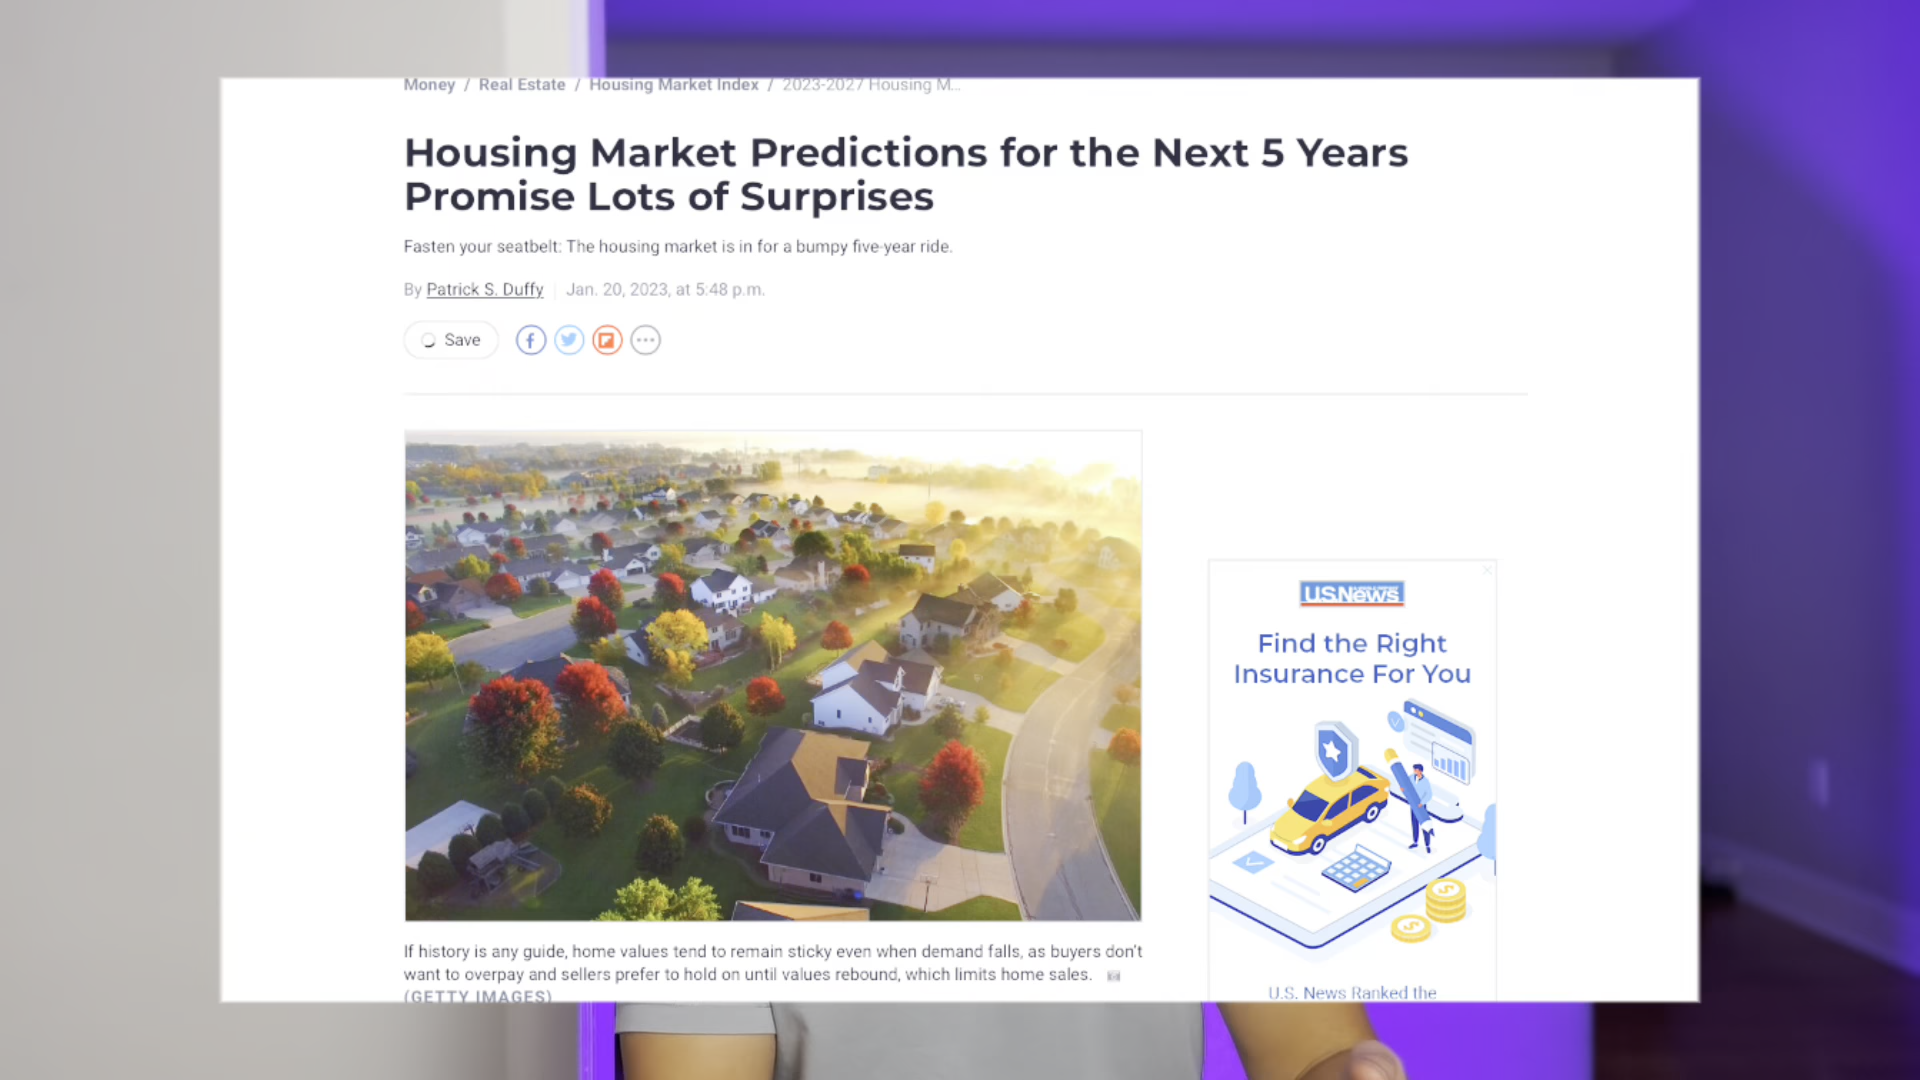 Money / Real Estate / Housing Market Index / 2023-2027 Housing M...
Housing Market Predictions for the Next 5 Years
Promise Lots of Surprises
Fasten your seatbelt: The housing market is in for a bumpy five-year ride.
By Patrick S. Duffy | Jan. 20, 2023, at 5:48 p.m.
Save
If history is any guide, home values tend to remain sticky even when demand falls, as buyers don't
want to overpay and sellers prefer to hold on until values rebound, which limits home sales.
(GETTY IMAGES)
U.S.News
Find the Right
Insurance For You
U.S. News Ranked the